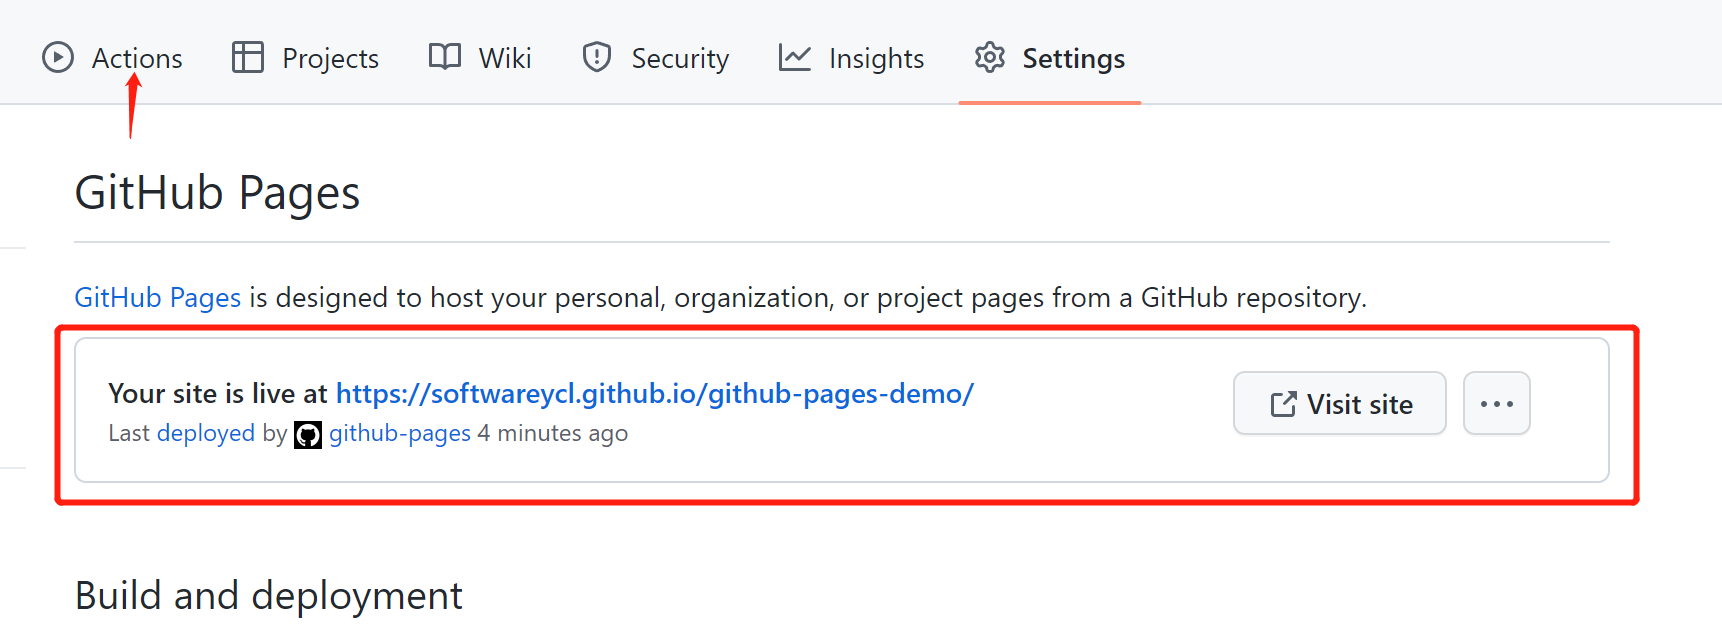 Actions Projects Wiki Security Insights Settings
GitHub Pages
GitHub Pages is designed to host your personal, organization, or project pages from a GitHub repository.
Your site is live at https://softwareycl.github.io/github-pages-demo/
Last deployed by github-pages 4 minutes ago
Visit site
Build and deployment